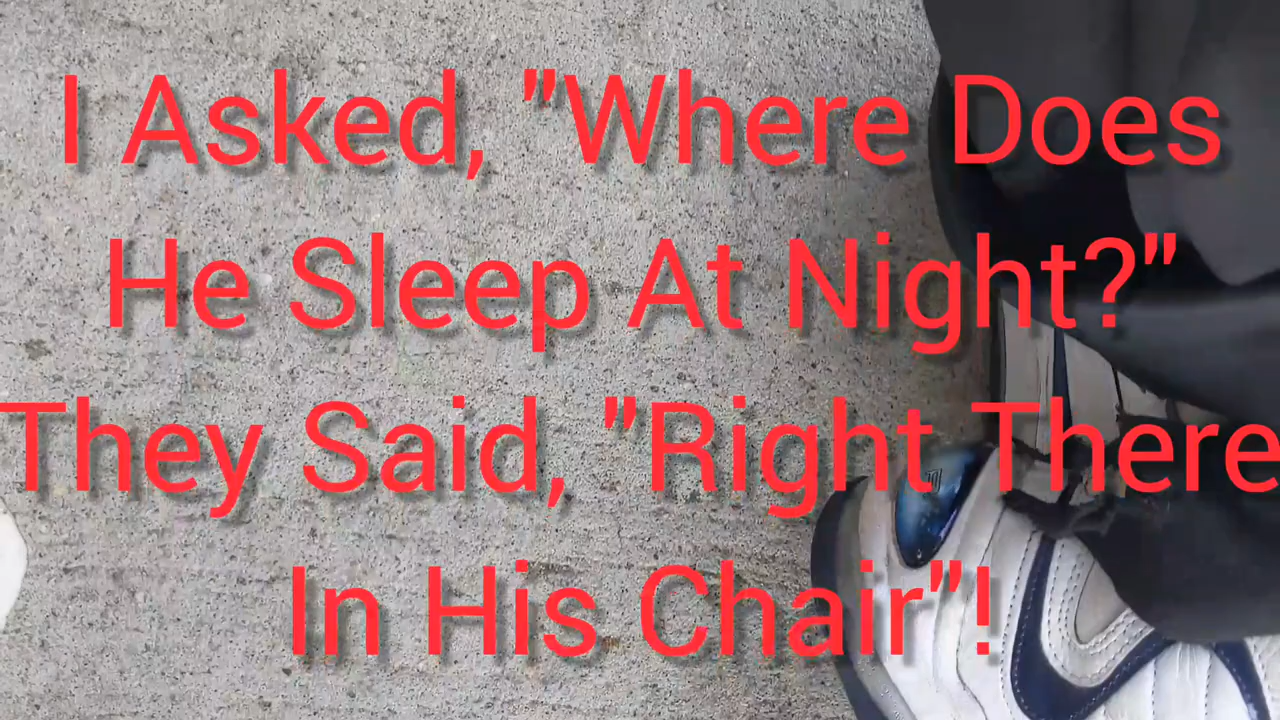 I Asked, "Where Does
He Sleep At Night?"
They Said, "Right There
In His Chair"!